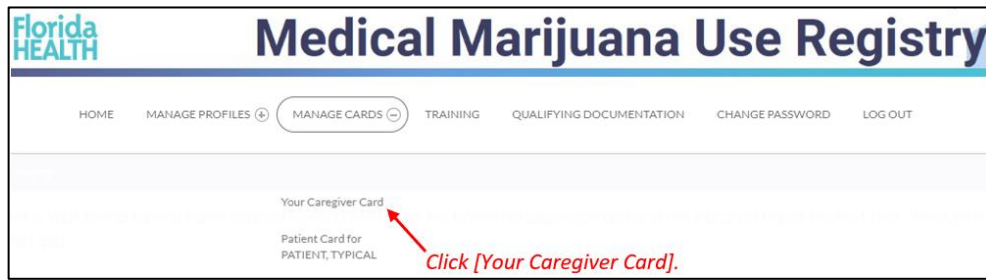 Florida
HEALTH
Medical Marijuana Use Registry
HOME MANAGE PROFILES MANAGE CARDS TRAINING QUALIFYING DOCUMENTATION CHANGE PASSWORD LOG OUT
Your Caregiver Card
Patient Card for
PATIENT, TYPICAL
Click [Your Caregiver Card].